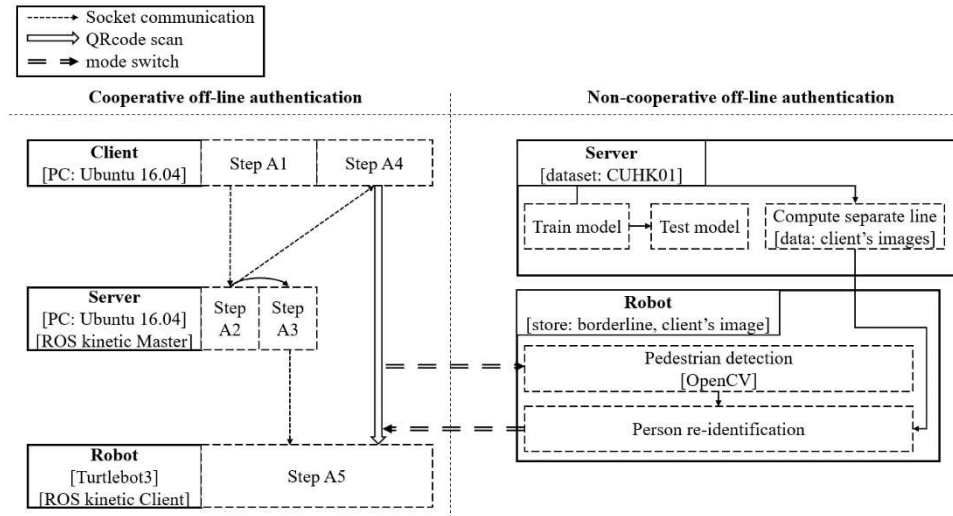 Socket communication
QRcode scan
mode switch
Cooperative off-line authentication
Non-cooperative off-line authentication
Client
[PC: Ubuntu 16.04]
Step A1
Step A4
Server
[PC: Ubuntu 16.04]
[ROS kinetic Master]
Step
A2
Step
A3
Robot
[Turtlebot3]
[ROS kinetic Client]
Step A5
Server
[dataset: CUHK01]
Train model
Test model
Compute separate line
[data: client's images]
Robot
[store: borderline, client's image]
Pedestrian detection
[OpenCV]
Person re-identification